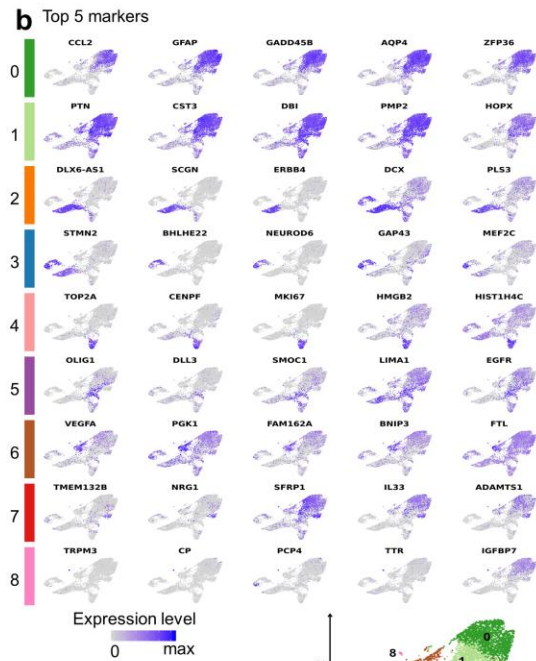 b Top 5 markers
CCL2 GFAP GADD45B AQP4 ZFP36
0
PTN CST3 DBI PMP2 HOPX
1
DLX6-AS1 SCGN ERBB4 DCX PLS3
2
STMN2 BHLHE22 NEUROD6 GAP43 MEF2C
3
TOP2A CENPF MKI67 HMGB2 HIST1H4C
4
OLIG1 DLL3 SMOC1 LIMA1 EGFR
5
VEGFA PGK1 FAM162A BNIP3 FTL
6
TMEM132B NRG1 SFRP1 IL33 ADAMTS1
7
TRPM3 CP PCP4 TTR IGFBP7
8
Expression level
0 max
0
8
1